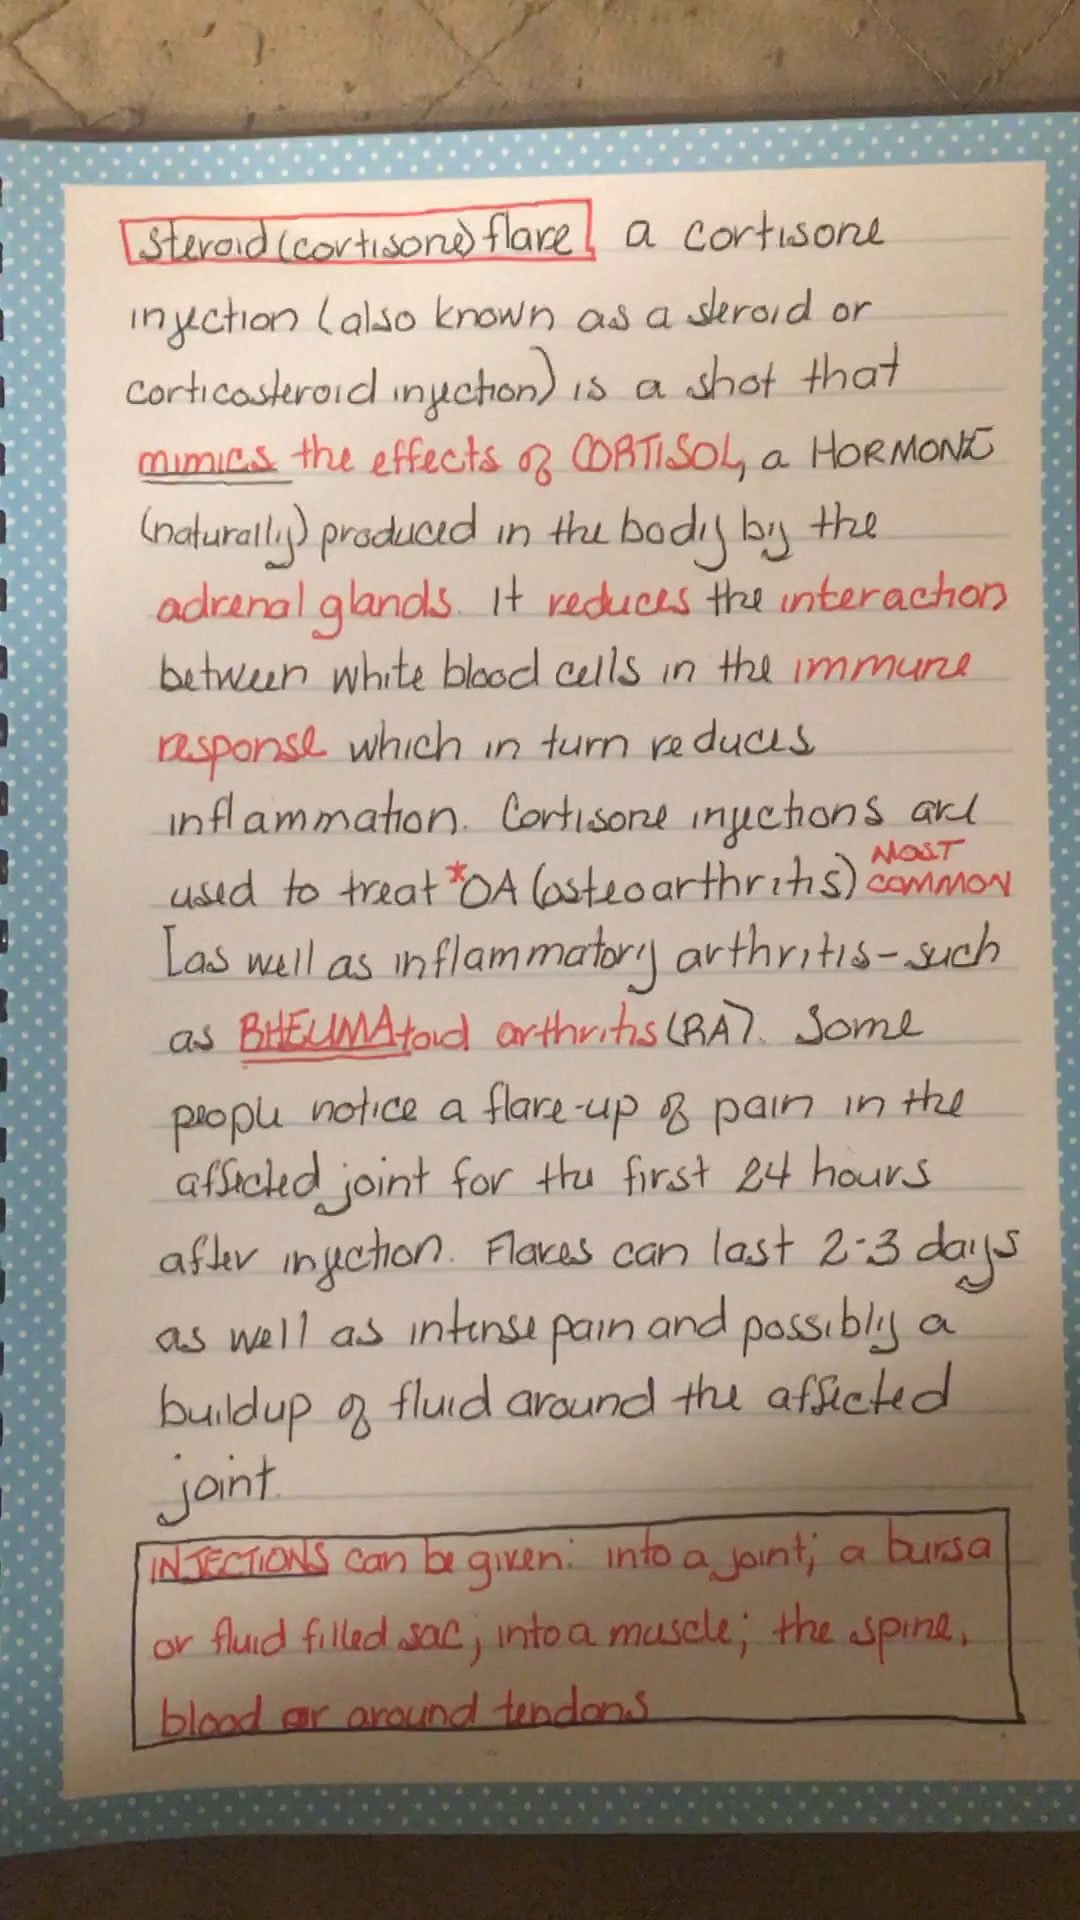 steroid (cortisone) flare a cortisone
injection (also known as a steroid or
corticosteroid injection) is a shot that
mimics the effects of CORTISOL, a HORMONE
(naturally) produced in the body by the
adrenal glands. It reduces the interaction
between white blood cells in the immune
response which in turn reduces
inflammation. Cortisone injections are
used to treat *OA (osteoarthritis) MOST COMMON
[as well as inflammatory arthritis - such
as RHEUMAtoid arthritis (RA). Some
people notice a flare-up of pain in the
affected joint for the first 24 hours
after injection. Flares can last 2-3 days
as well as intense pain and possibly a
buildup of fluid around the affected
joint.
INJECTIONS can be given: into a joint; a bursa
or fluid filled sac; into a muscle; the spine,
blood or around tendons